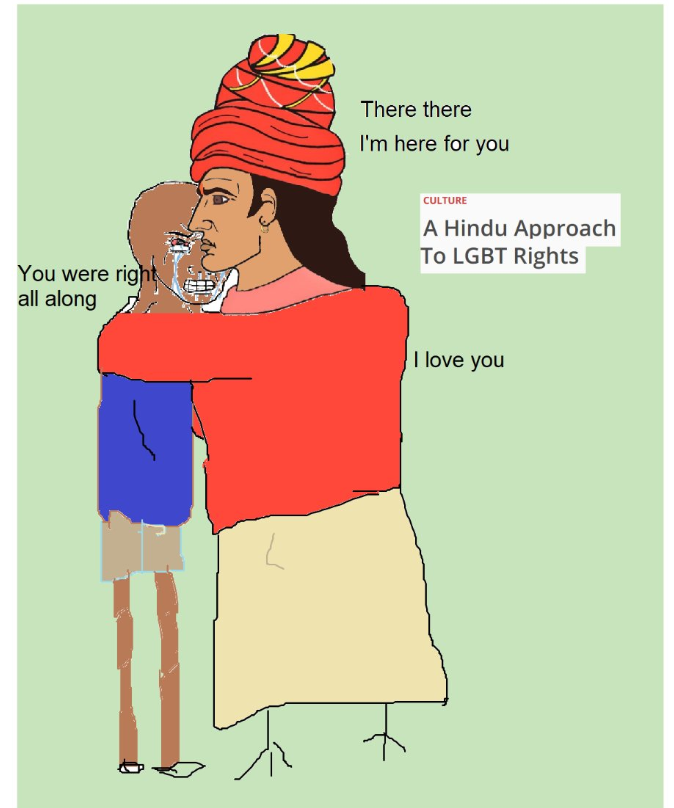 There there
I'm here for you
CULTURE
A Hindu Approach
To LGBT Rights
You were right
all along
I love you